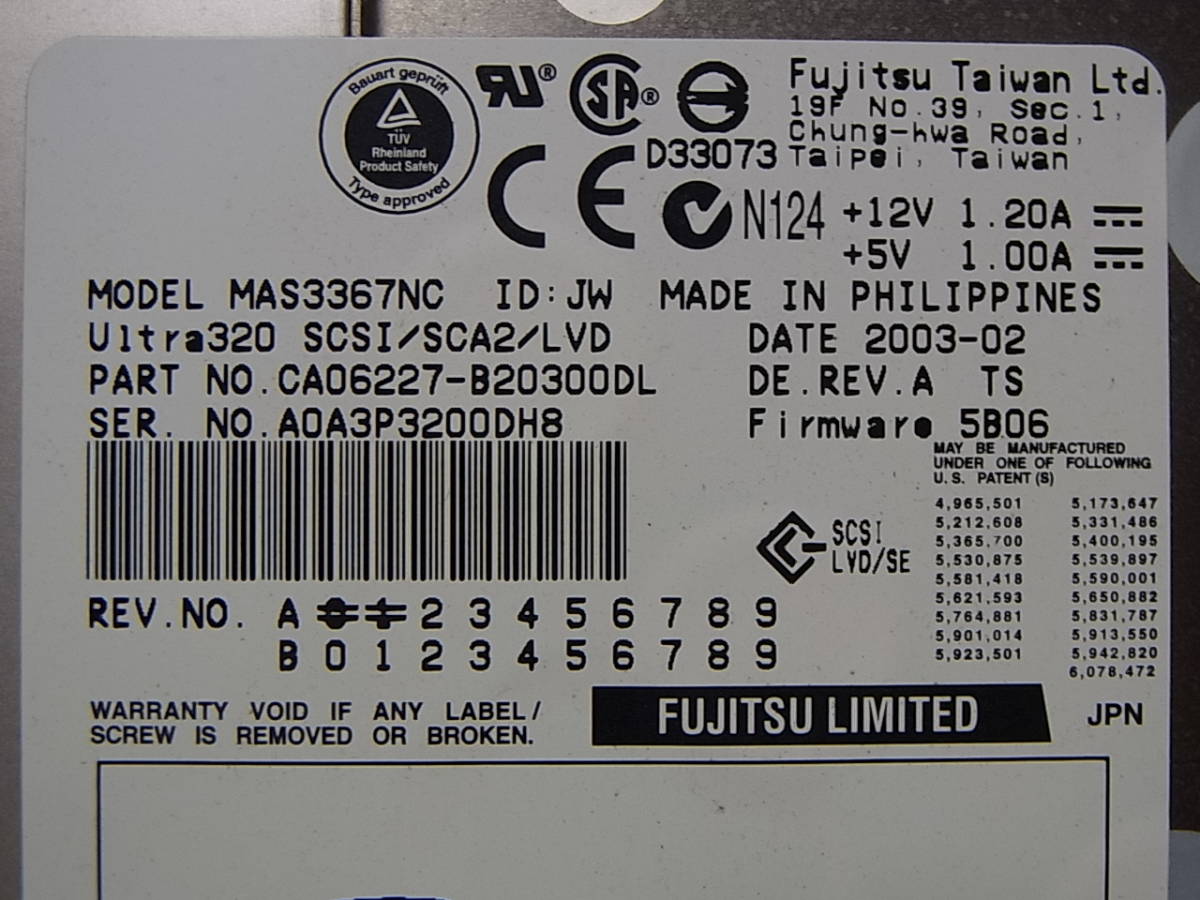 Bauart geprüft
TÜV
Rheinland
Product Safety
Type approved
RU®
SA®
D33073
CE
N124
Fujitsu Taiwan Ltd.
19F No.39, Sec.1,
Chung-hwa Road,
Taipei, Taiwan
+12V 1.20A
+5V 1.00A
MODEL MAS3367NC ID:JW MADE IN PHILIPPINES
Ultra320 SCSI/SCA2/LVD DATE 2003-02
PART NO.CA06227-B20300DL DE.REV.A TS
SER. NO.A0A3P3200DH8 Firmware 5B06
MAY BE MANUFACTURED
UNDER ONE OF FOLLOWING
U.S. PATENT(S)
4,965,501 5,173,647
5,212,608 5,331,486
5,365,700 5,400,195
5,530,875 5,539,897
5,581,418 5,590,001
5,621,593 5,650,882
5,764,881 5,831,787
5,901,014 5,913,550
5,923,501 5,942,820
6,078,472
SCSI
LVD/SE
REV.NO. A 0 1 2 3 4 5 6 7 8 9
B 0 1 2 3 4 5 6 7 8 9
WARRANTY VOID IF ANY LABEL/
SCREW IS REMOVED OR BROKEN.
FUJITSU LIMITED
JPN